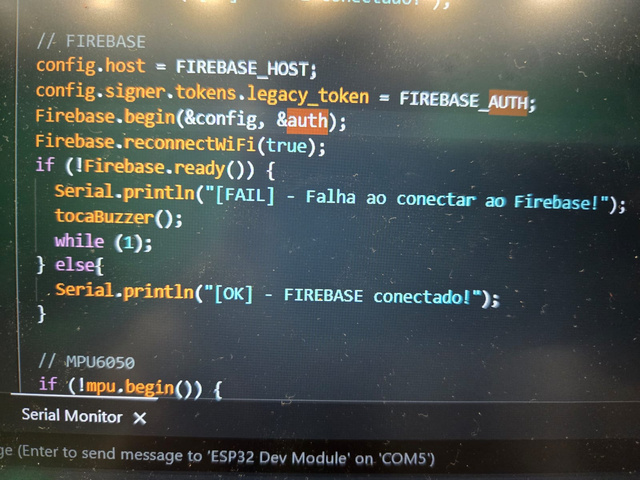 conectado!");
// FIREBASE
config.host = FIREBASE_HOST;
config.signer.tokens.legacy_token = FIREBASE_AUTH;
Firebase.begin(&config, &auth);
Firebase.reconnectWiFi(true);
if (!Firebase.ready()) {
Serial.println("[FAIL] - Falha ao conectar ao Firebase!");
tocaBuzzer();
while (1);
} else{
Serial.println("[OK] - FIREBASE conectado!");
}
// MPU6050
if (!mpu.begin()) {
Serial Monitor ×
ge (Enter to send message to 'ESP32 Dev Module' on 'COM5')